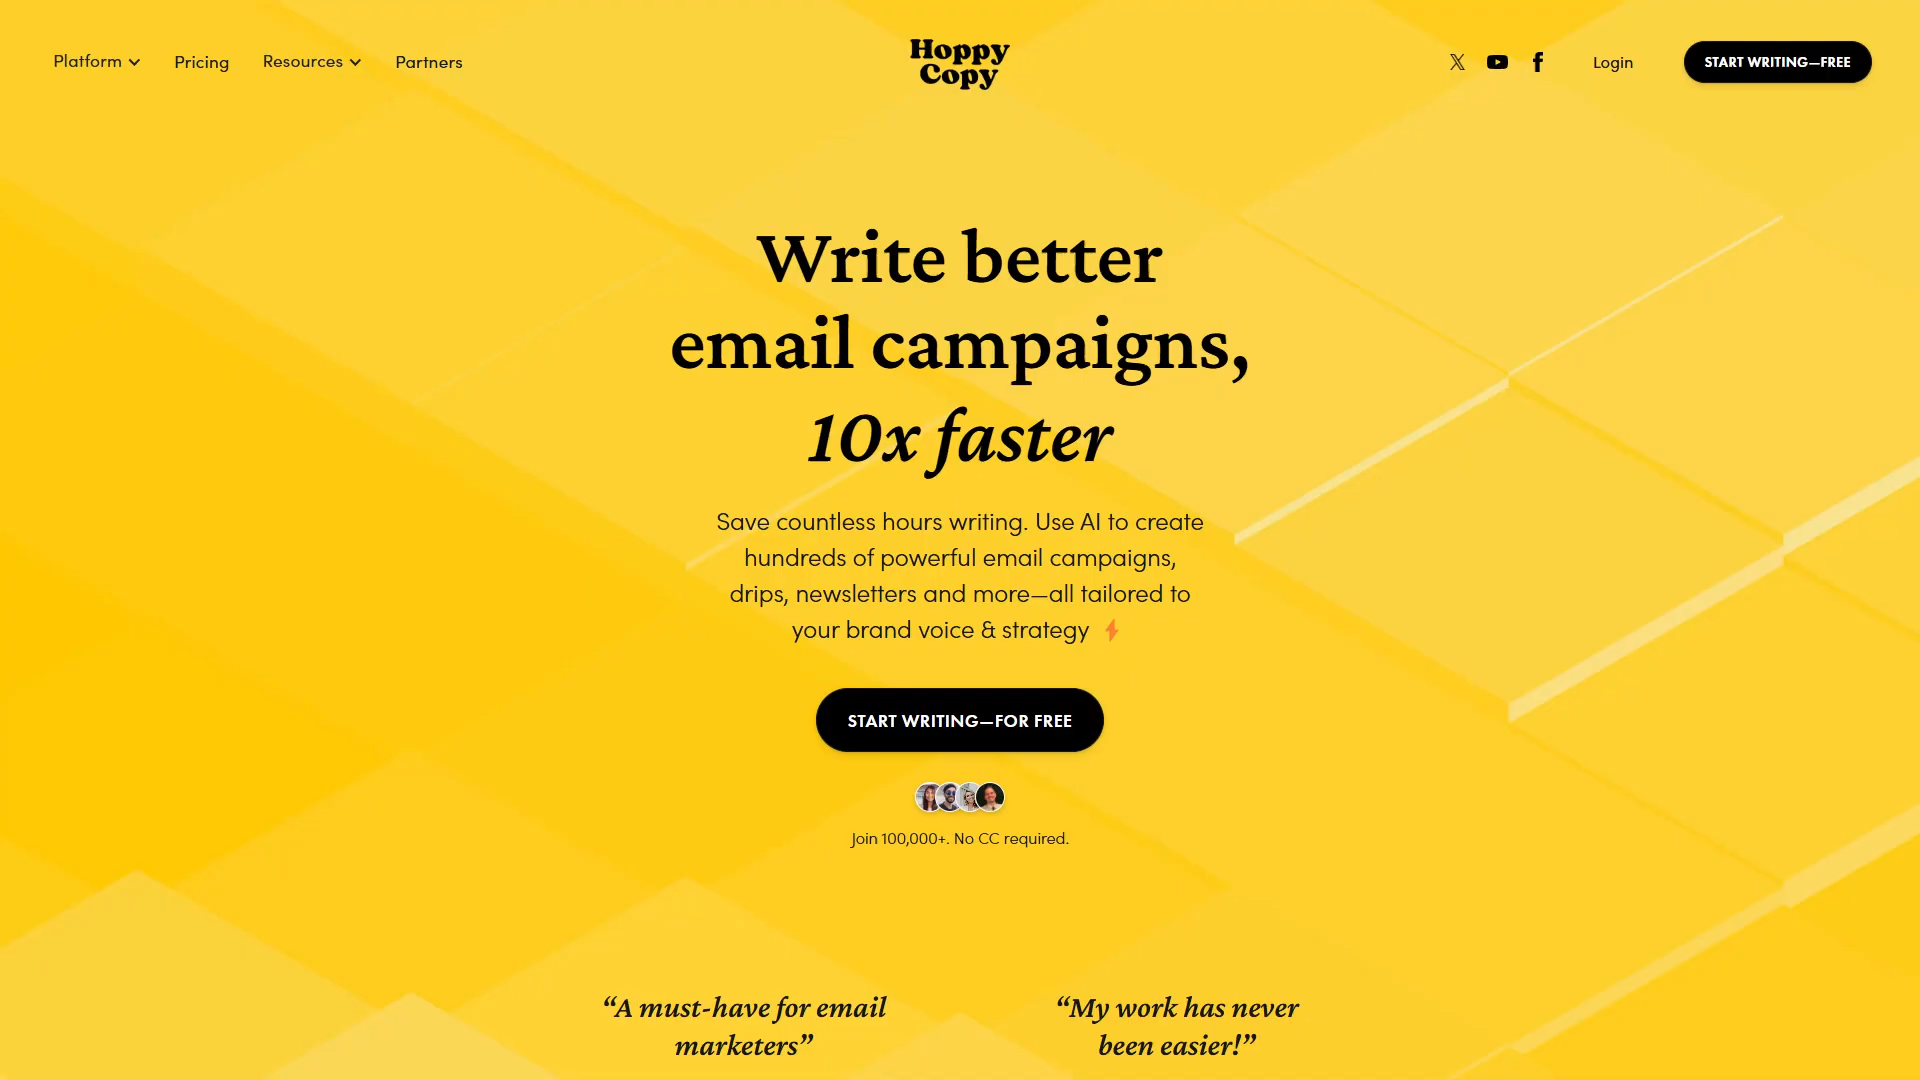 Platform
Pricing
Resources
Partners
Hoppy
Copy
Login
START WRITING—FREE
Write better
email campaigns,
10x faster
Save countless hours writing. Use AI to create
hundreds of powerful email campaigns,
drips, newsletters and more—all tailored to
your brand voice & strategy
START WRITING—FOR FREE
Join 100,000+. No CC required.
“A must-have for email
marketers”
“My work has never
been easier!”